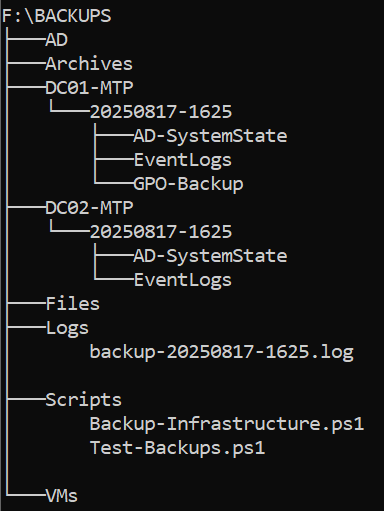 F:\BACKUPS
├───AD
├───Archives
├───DC01-MTP
│   └───20250817-1625
│       ├───AD-SystemState
│       ├───EventLogs
│       └───GPO-Backup
├───DC02-MTP
│   └───20250817-1625
│       ├───AD-SystemState
│       └───EventLogs
├───Files
├───Logs
│       backup-20250817-1625.log
│
├───Scripts
│       Backup-Infrastructure.ps1
│       Test-Backups.ps1
│
└───VMs